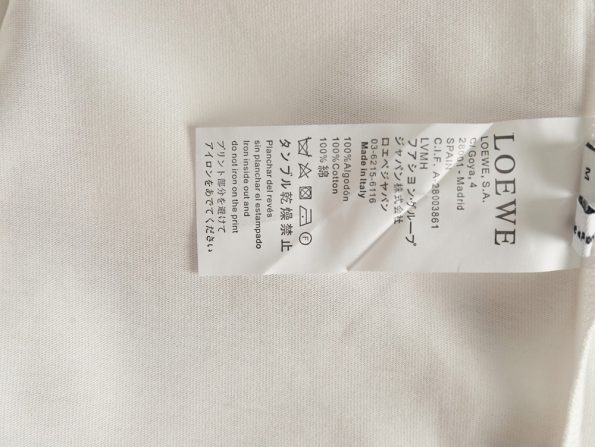 LOEWE
LOEWE, S.A.
C/Goya, 4
28001 - Madrid
SPAIN
C.I.F. A-28003861
LVMH
ファション・グループ
ジャパン株式会社
ロエベジャパン
03-6215-6116
Made in Italy
100%Algodón
100%Cotton
100% 綿
F
タンブル乾燥禁止
Planchar del revés
sin planchar el estampado
Iron inside out and
do not iron on the print
プリント部分を避けて
アイロンをあててください